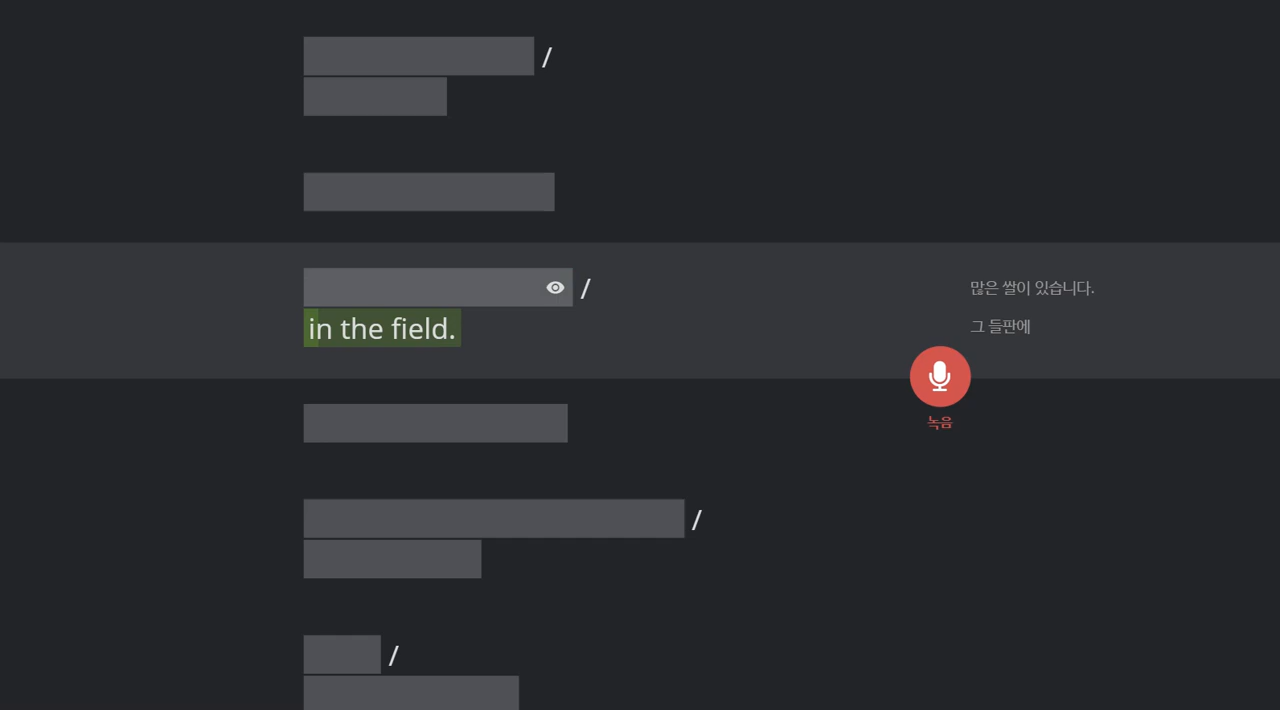 /
/
많은 쌀이 있습니다.
in the field.
그 들판에
녹음
/
/